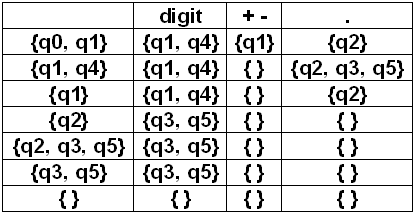 digit + - .
{q0, q1} {q1, q4} {q1} {q2}
{q1, q4} {q1, q4} { } {q2, q3, q5}
{q1} {q1, q4} { } {q2}
{q2} {q3, q5} { } { }
{q2, q3, q5} {q3, q5} { } { }
{q3, q5} {q3, q5} { } { }
{ } { } { } { }